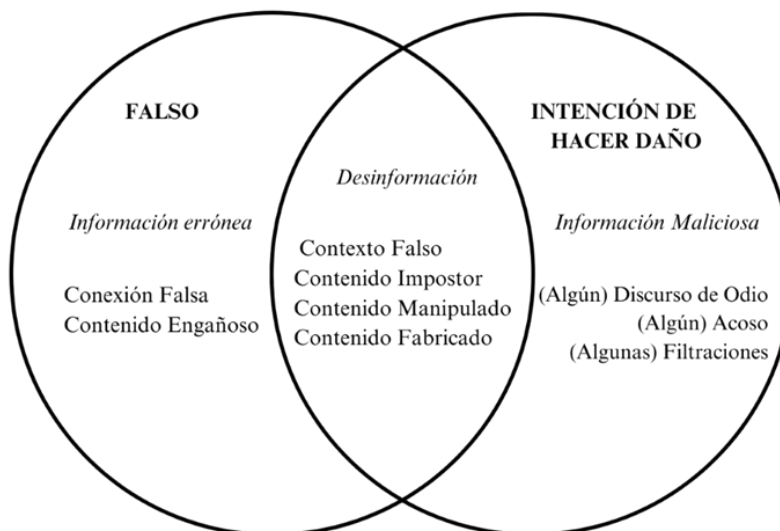 FALSO
Información errónea
Conexión Falsa
Contenido Engañoso
Desinformación
Contexto Falso
Contenido Impostor
Contenido Manipulado
Contenido Fabricado
INTENCIÓN DE
HACER DAÑO
Información Maliciosa
(Algún) Discurso de Odio
(Algún) Acoso
(Algunas) Filtraciones